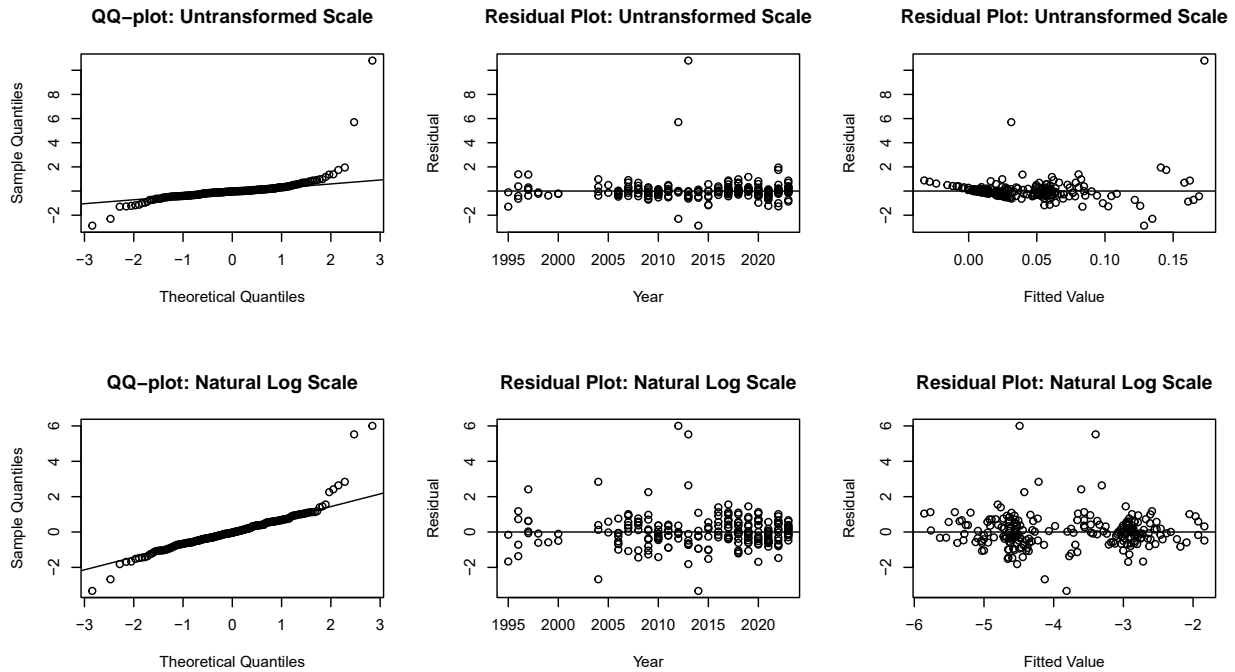 QQ−plot: Untransformed Scale
Sample Quantiles
−2 0 2 4 6 8
−3 −2 −1 0 1 2 3
Theoretical Quantiles
Residual Plot: Untransformed Scale
Residual
−2 0 2 4 6 8
1995 2000 2005 2010 2015 2020
Year
Residual Plot: Untransformed Scale
Residual
−2 0 2 4 6 8
0.00 0.05 0.10 0.15
Fitted Value
QQ−plot: Natural Log Scale
Sample Quantiles
−2 0 2 4 6
−3 −2 −1 0 1 2 3
Theoretical Quantiles
Residual Plot: Natural Log Scale
Residual
−2 0 2 4 6
1995 2000 2005 2010 2015 2020
Year
Residual Plot: Natural Log Scale
Residual
−2 0 2 4 6
−6 −5 −4 −3 −2
Fitted Value